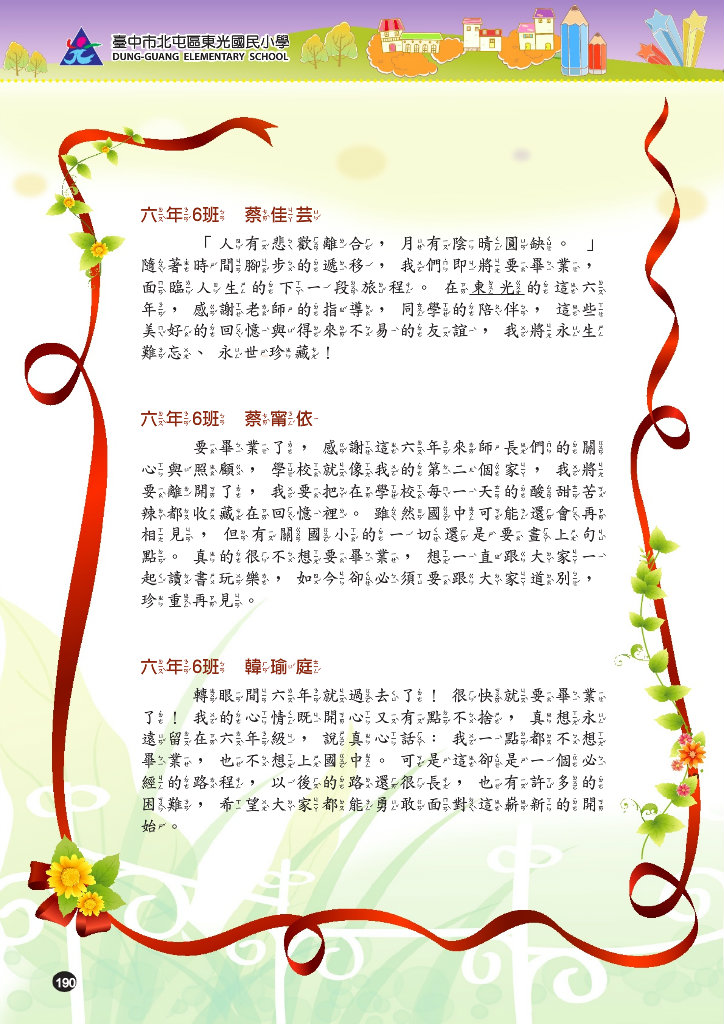 臺中市北屯區東光國民小學
DUNG-GUANG ELEMENTARY SCHOOL
六年6班 蔡佳芸
「人有悲歡離合，月有陰晴圓缺。」
隨著時間腳步的遞移，我們即將要畢業，
面臨人生的下一段旅程。在東光的這六
年，感謝老師的指導，同學的陪伴，這些
美好的回憶與得來不易的友誼，我將永生
難忘、永世珍藏！
六年6班 蔡甯依
要畢業了，感謝這六年來師長們的關
心與照顧，學校就像我的第二個家，我將
要離開了，我要把在學校每一天的酸甜苦
辣都收藏在回憶裡。雖然國中可能還會再
相見，但有關國小的一切還是要畫上句
點。真的很不想要畢業，想一直跟大家一
起讀書玩樂，如今卻必須要跟大家道別，
珍重再見。
六年6班 韓瑜庭
轉眼間六年就過去了！很快就要畢業
了！我的心情既開心又有點不捨，真想永
遠留在六年級，說真心話：我一點都不想
畢業，也不想上國中。可是這卻是一個必
經的路程，以後的路還很長，也有許多的
困難，希望大家都能勇敢面對這嶄新的開
始。
190